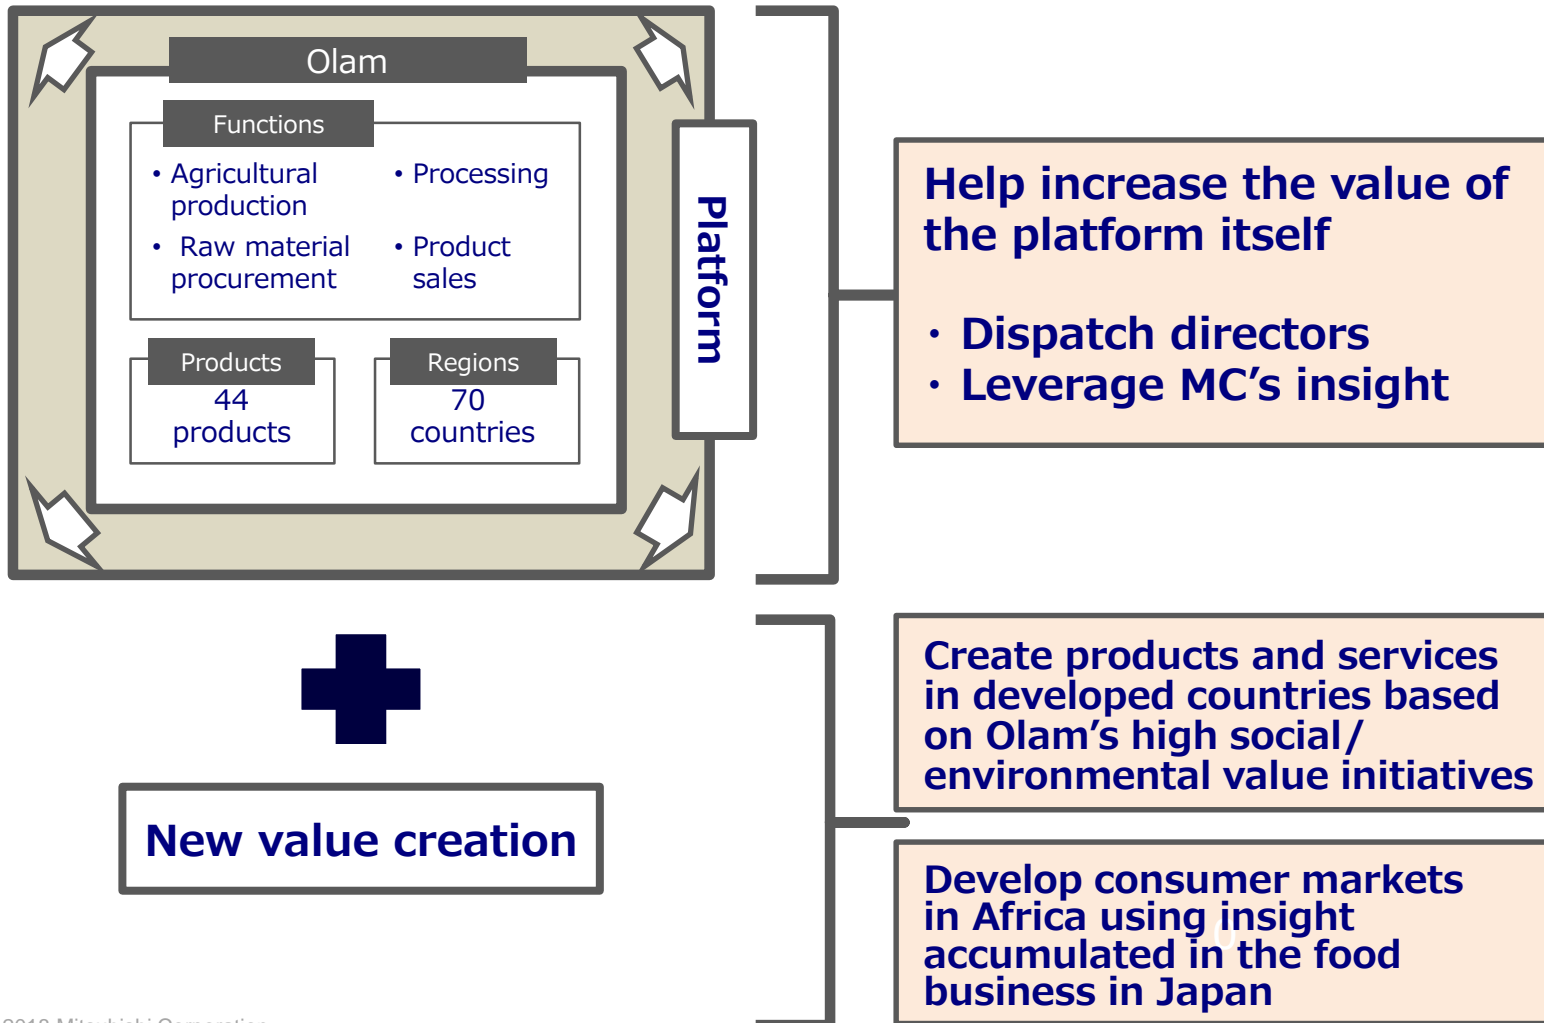 Olam
Functions
• Agricultural
production
• Processing
• Raw material
procurement
• Product
sales
Products
44
products
Regions
70
countries
Platform
Help increase the value of
the platform itself
・ Dispatch directors
・ Leverage MC’s insight
New value creation
Create products and services
in developed countries based
on Olam’s high social/
environmental value initiatives
Develop consumer markets
in Africa using insight
accumulated in the food
business in Japan
0
Mitsubishi Corporation